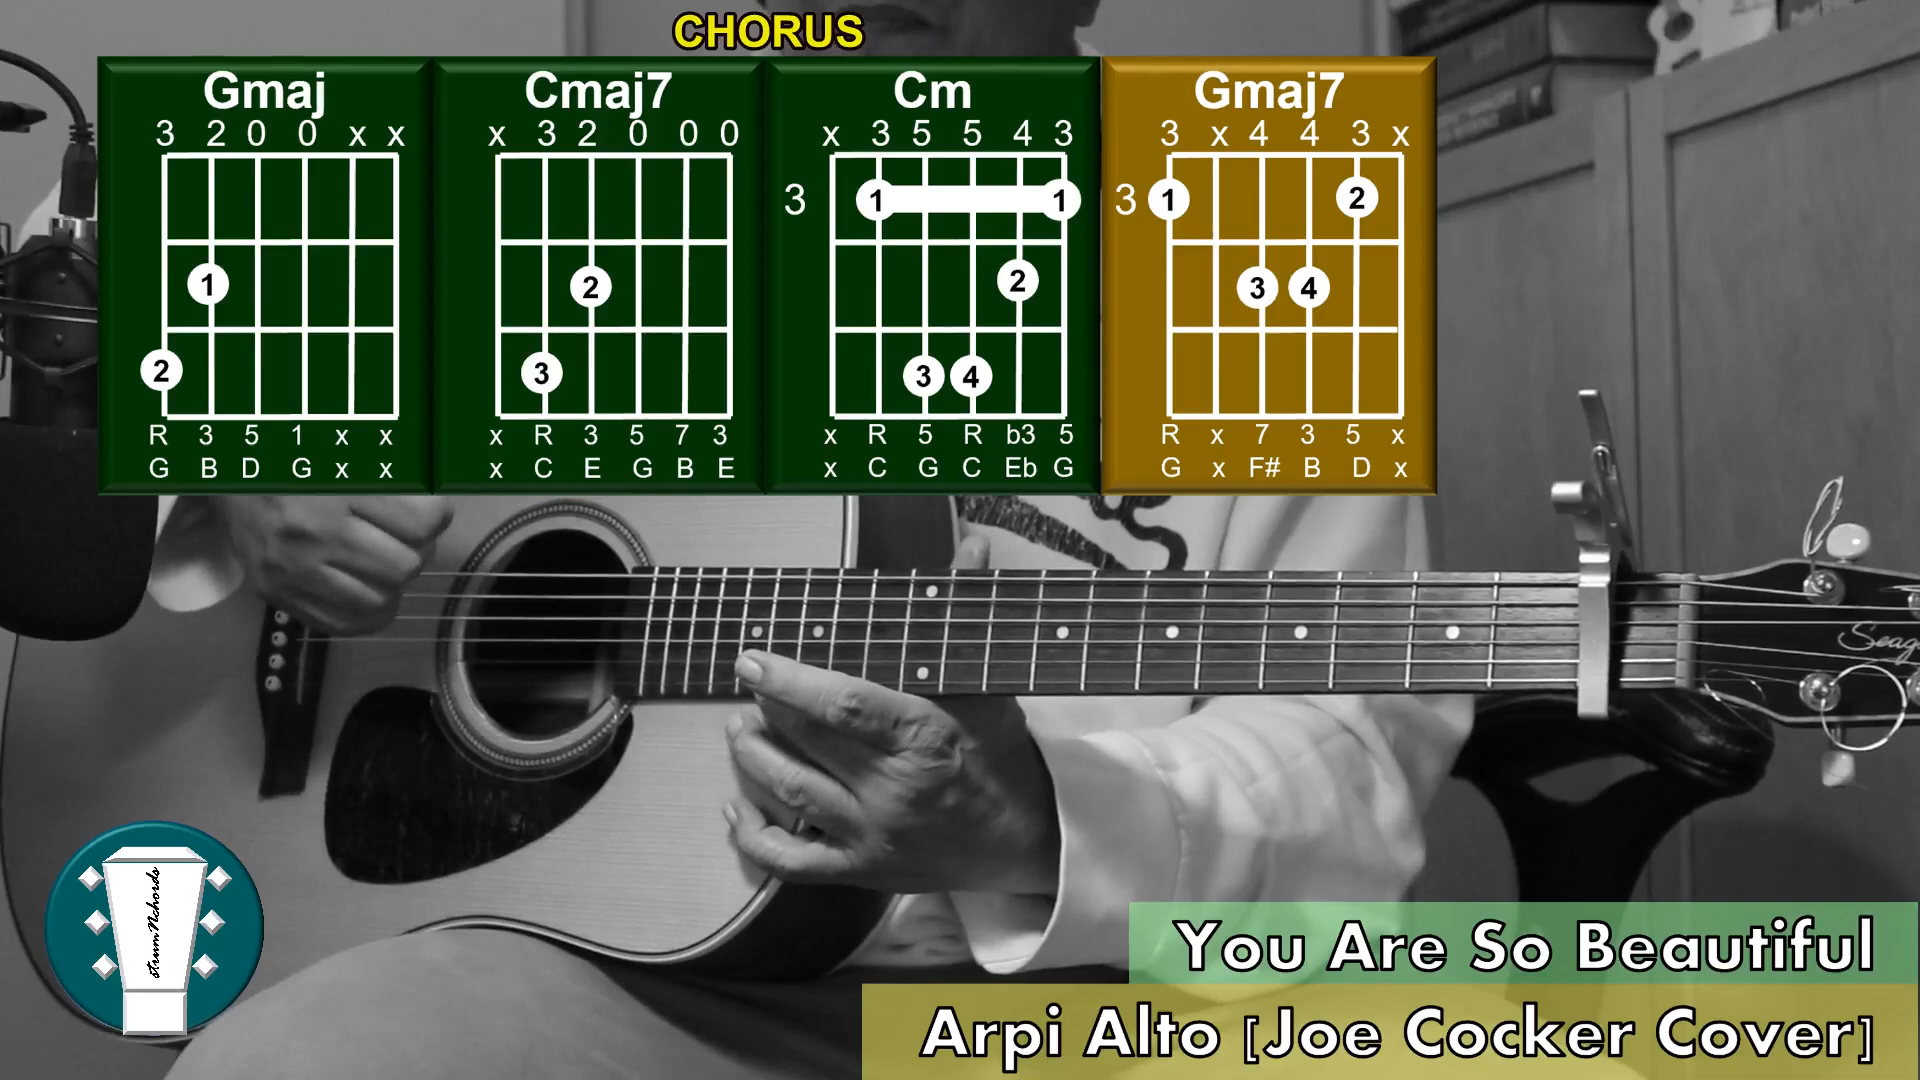 CHORUS
Gmaj
3 2 0 0 x x
1
2
R 3 5 1 x x
G B D G x x
Cmaj7
x 3 2 0 0 0
2
3
x R 3 5 7 3
x C E G B E
Cm
x 3 5 5 4 3
3 1 1
2
3 4
x R 5 R b3 5
x C G C Eb G
Gmaj7
3 x 4 4 3 x
3 1 2
3 4
R x 7 3 5 x
G x F# B D x
strumNchords
You Are So Beautiful
Arpi Alto [Joe Cocker Cover]